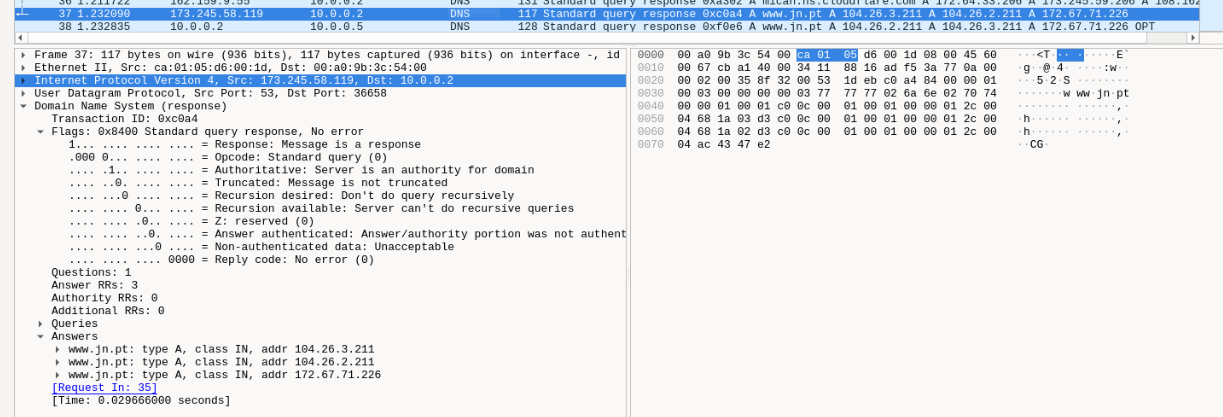 36 1.211722 162.159.9.55 10.0.0.2 DNS 131 Standard query response 0xa302 A mican.ns.cloudflare.com A 172.64.33.206 A 173.245.59.206 A 108.162
37 1.232090 173.245.58.119 10.0.0.2 DNS 117 Standard query response 0xc0a4 A www.jn.pt A 104.26.3.211 A 104.26.2.211 A 172.67.71.226
38 1.232835 10.0.0.2 10.0.0.5 DNS 128 Standard query response 0xf0e6 A www.jn.pt A 104.26.2.211 A 104.26.3.211 A 172.67.71.226 OPT
Frame 37: 117 bytes on wire (936 bits), 117 bytes captured (936 bits) on interface -, id
Ethernet II, Src: ca:01:05:d6:00:1d, Dst: 00:a0:9b:3c:54:00
Internet Protocol Version 4, Src: 173.245.58.119, Dst: 10.0.0.2
User Datagram Protocol, Src Port: 53, Dst Port: 36658
Domain Name System (response)
Transaction ID: 0xc0a4
Flags: 0x8400 Standard query response, No error
1... .... .... .... = Response: Message is a response
.000 0... .... .... = Opcode: Standard query (0)
.... .1.. .... .... = Authoritative: Server is an authority for domain
.... ..0. .... .... = Truncated: Message is not truncated
.... ...0 .... .... = Recursion desired: Don't do query recursively
.... .... 0... .... = Recursion available: Server can't do recursive queries
.... .... .0.. .... = Z: reserved (0)
.... .... ..0. .... = Answer authenticated: Answer/authority portion was not authent
.... .... ...0 .... = Non-authenticated data: Unacceptable
.... .... .... 0000 = Reply code: No error (0)
Questions: 1
Answer RRs: 3
Authority RRs: 0
Additional RRs: 0
Queries
Answers
www.jn.pt: type A, class IN, addr 104.26.3.211
www.jn.pt: type A, class IN, addr 104.26.2.211
www.jn.pt: type A, class IN, addr 172.67.71.226
[Request In: 35]
[Time: 0.029666000 seconds]
0000 00 a0 9b 3c 54 00 ca 01 05 d6 00 1d 08 00 45 60 ···<T··· ······E`
0010 00 67 cb a1 40 00 34 11 88 16 ad f5 3a 77 0a 00 ·g··@·4· ····:w··
0020 00 02 00 35 8f 32 00 53 1d eb c0 a4 84 00 00 01 ···5·2·S ········
0030 00 03 00 00 00 00 03 77 77 77 02 6a 6e 02 70 74 ·······w ww·jn·pt
0040 00 00 01 00 01 c0 0c 00 01 00 01 00 00 01 2c 00 ········ ······,·
0050 04 68 1a 03 d3 c0 0c 00 01 00 01 00 00 01 2c 00 ·h······ ······,·
0060 04 68 1a 02 d3 c0 0c 00 01 00 01 00 00 01 2c 00 ·h······ ······,·
0070 04 ac 43 47 e2 ··CG·